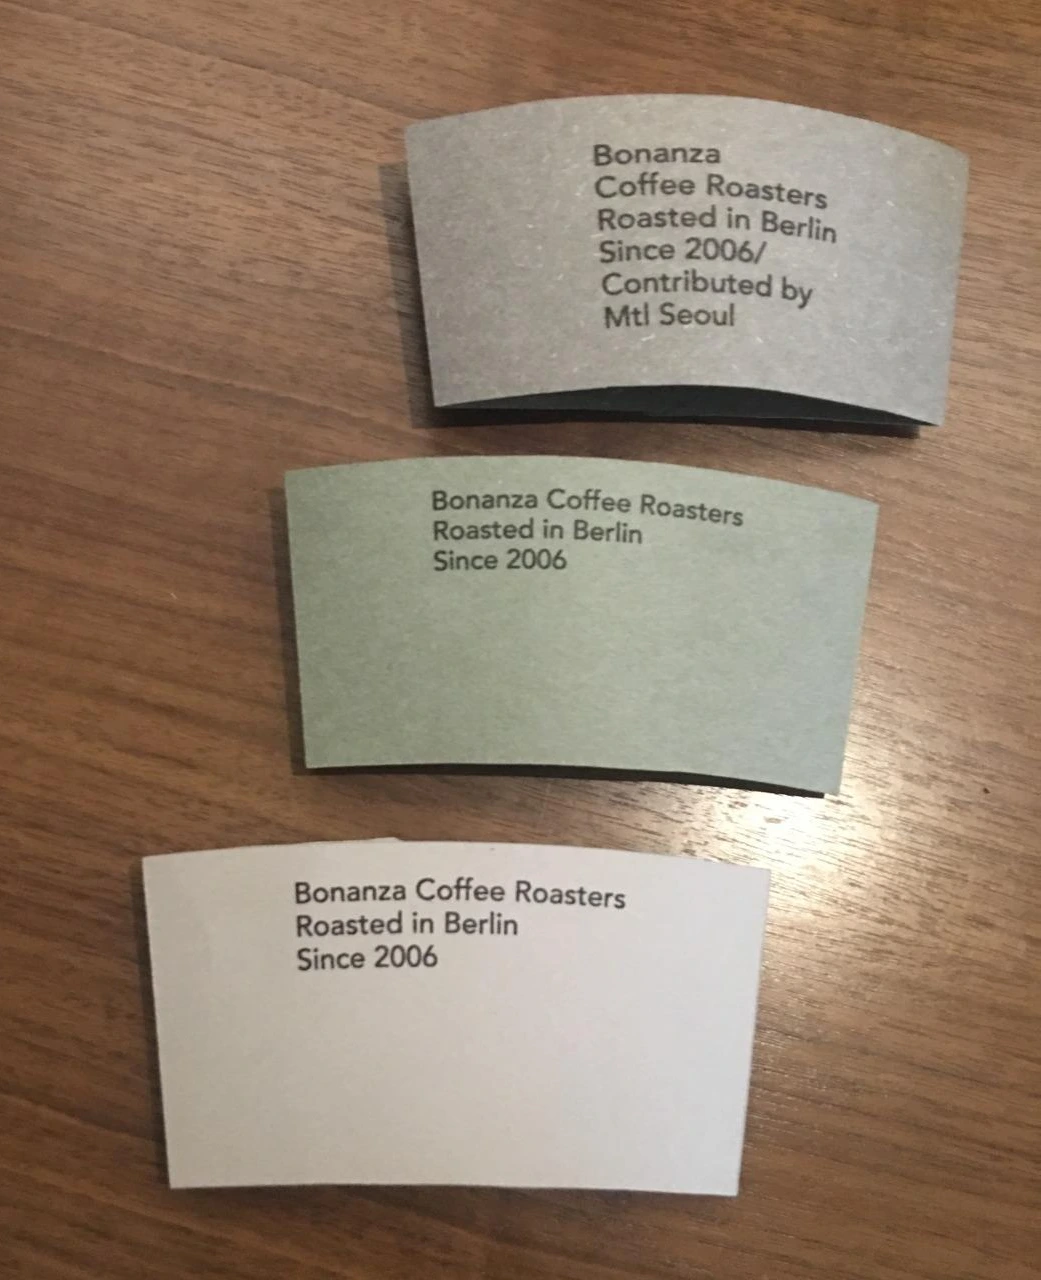 Bonanza
Coffee Roasters
Roasted in Berlin
Since 2006/
Contributed by
Mtl Seoul
Bonanza Coffee Roasters
Roasted in Berlin
Since 2006
Bonanza Coffee Roasters
Roasted in Berlin
Since 2006